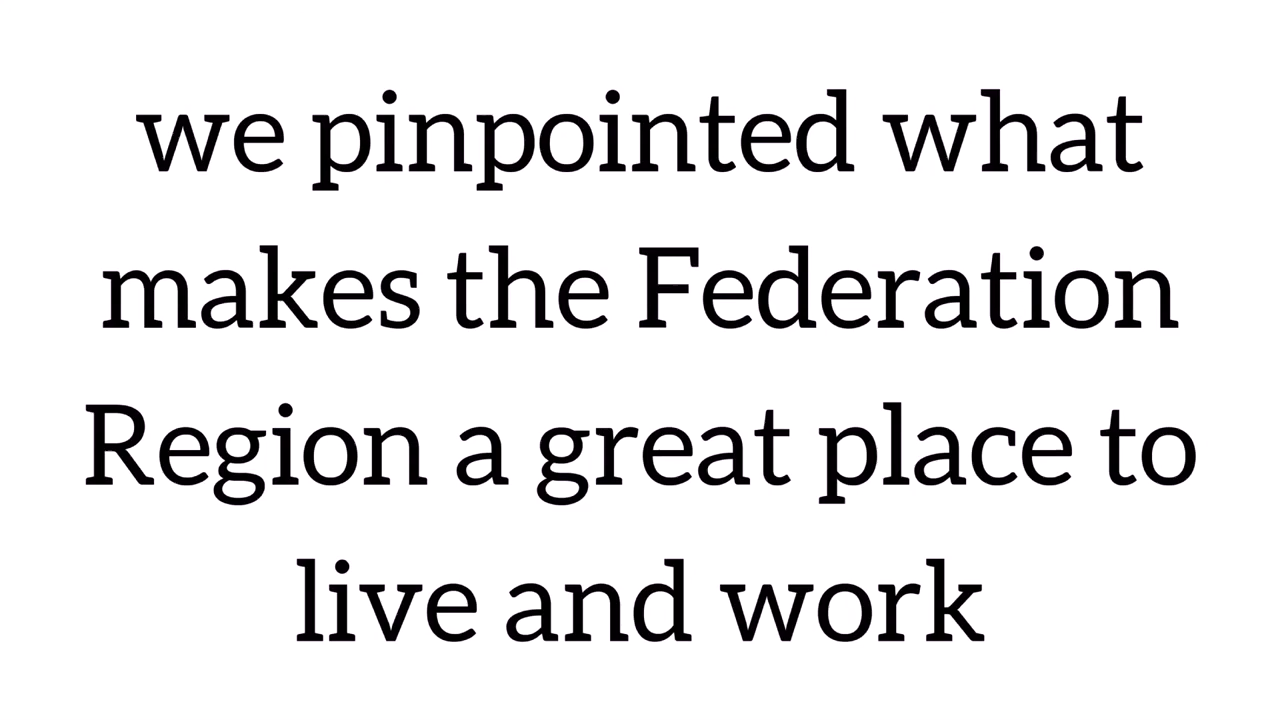 we pinpointed what
makes the Federation
Region a great place to
live and work